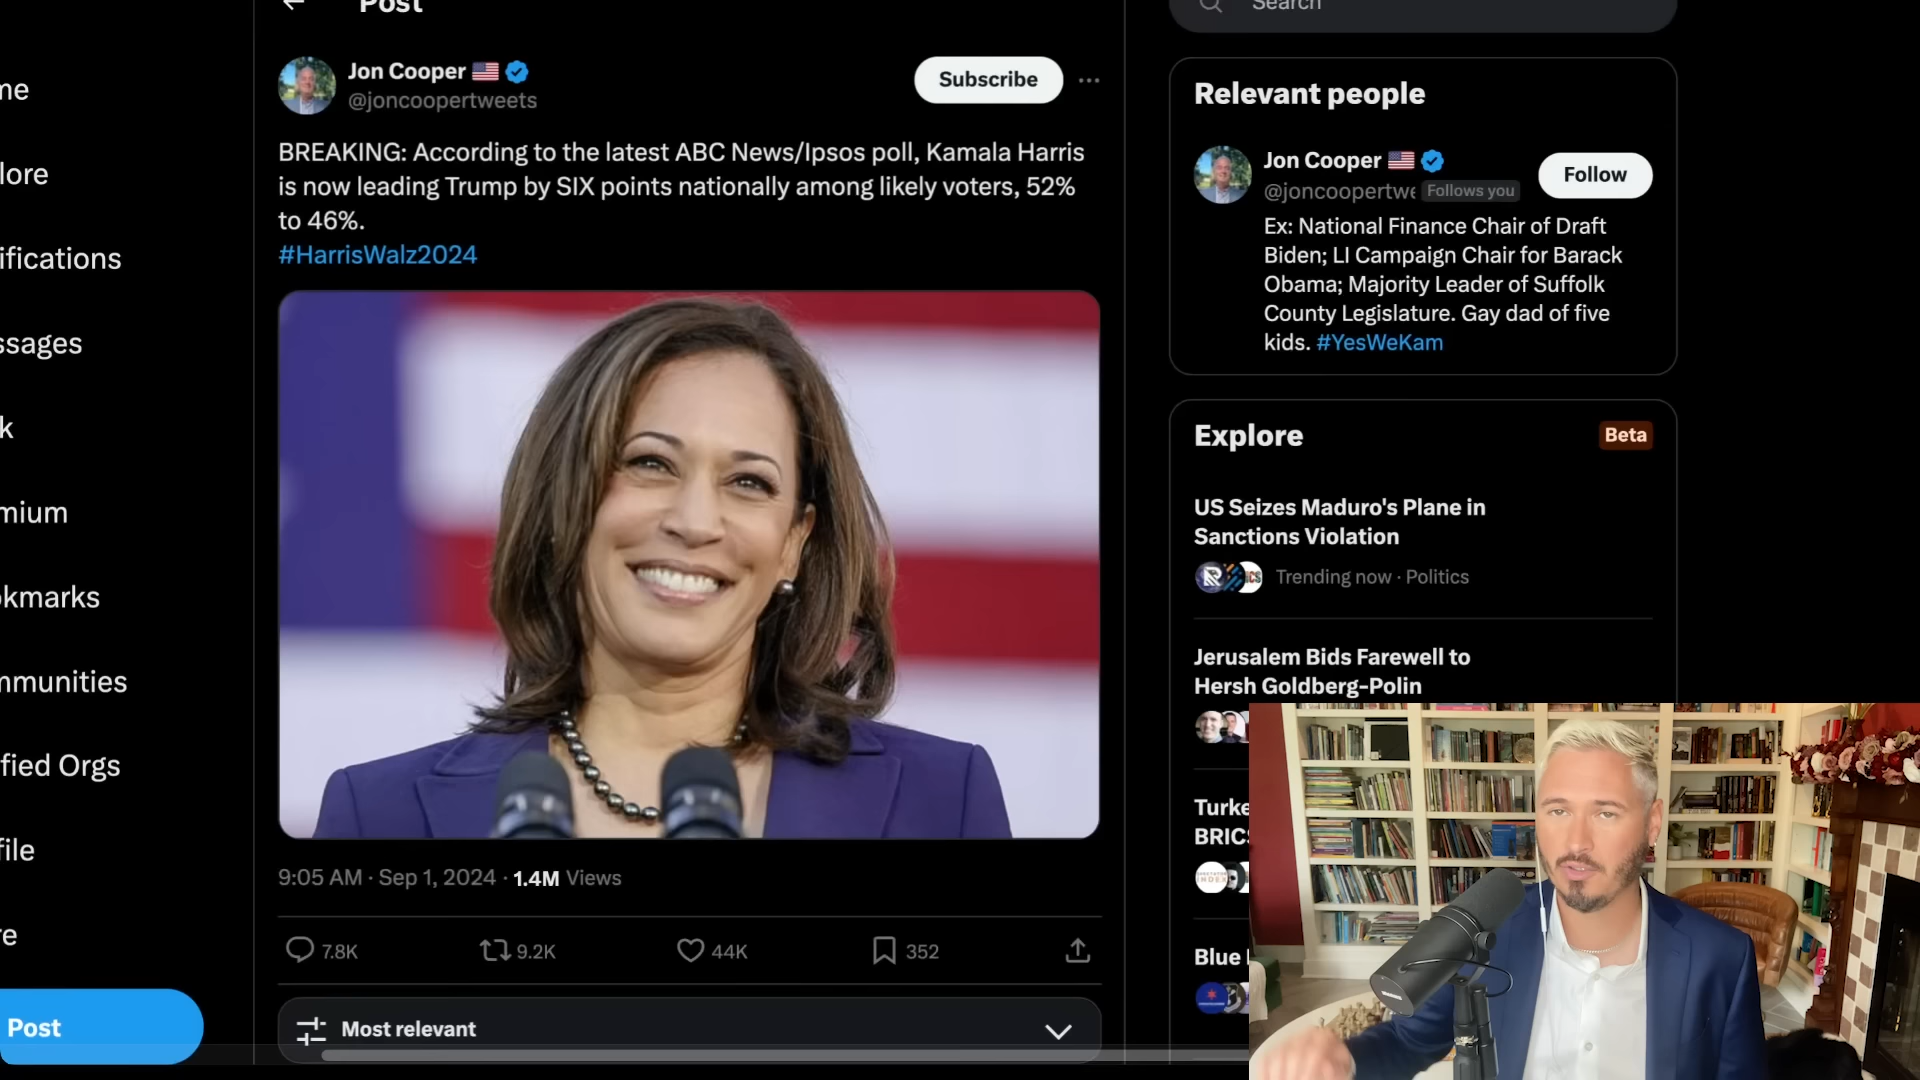 Post
Search
me
lore
ifications
ssages
k
mium
okmarks
mmunities
fied Orgs
file
re
Post
Jon Cooper
@joncoopertweets
Subscribe
BREAKING: According to the latest ABC News/Ipsos poll, Kamala Harris
is now leading Trump by SIX points nationally among likely voters, 52%
to 46%.
#HarrisWalz2024
9:05 AM · Sep 1, 2024 · 1.4M Views
7.8K
9.2K
44K
352
Most relevant
Relevant people
Jon Cooper
@joncoopertwe Follows you
Follow
Ex: National Finance Chair of Draft
Biden; LI Campaign Chair for Barack
Obama; Majority Leader of Suffolk
County Legislature. Gay dad of five
kids. #YesWeKam
Explore
Beta
US Seizes Maduro's Plane in
Sanctions Violation
Trending now · Politics
Jerusalem Bids Farewell to
Hersh Goldberg-Polin
Turke
BRICS
Blue